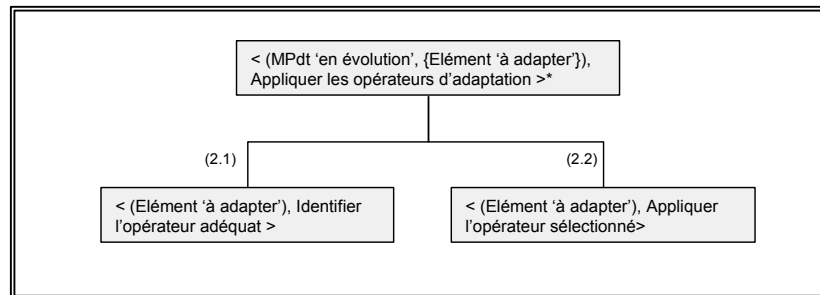 < (MPdt ‘en évolution’, {Elément ‘à adapter’}),
Appliquer les opérateurs d’adaptation >*
(2.1)
(2.2)
< (Elément ‘à adapter’), Identifier
l’opérateur adéquat >
< (Elément ‘à adapter’), Appliquer
l’opérateur sélectionné>